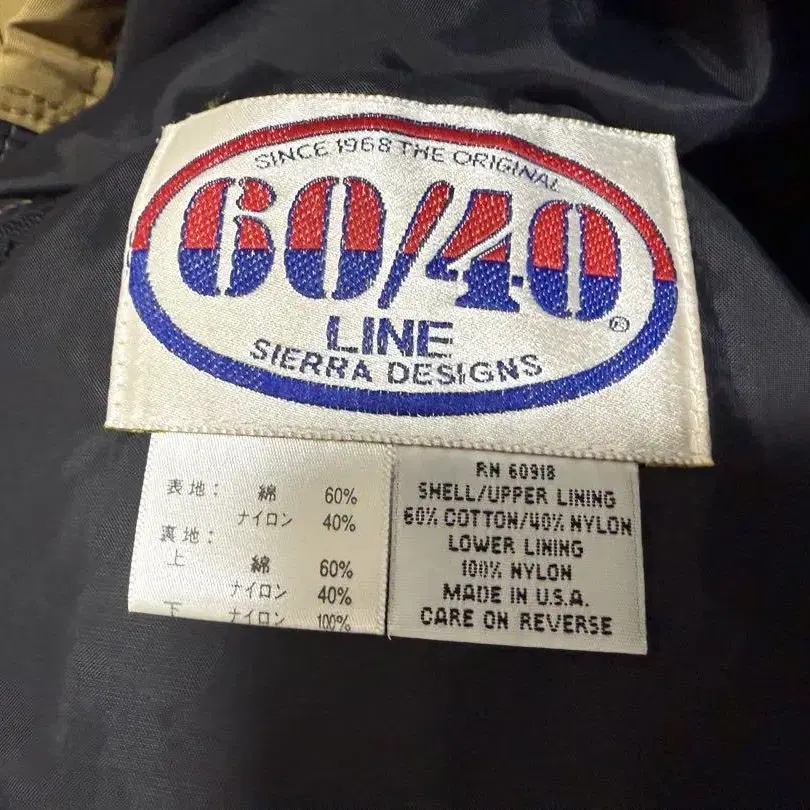 SINCE 1968 THE ORIGINAL
60/40
®
LINE
SIERRA DESIGNS
表地： 綿 60%
ナイロン 40%
裏地：
上 綿 60%
ナイロン 40%
下 ナイロン 100%
RN 60918
SHELL/UPPER LINING
60% COTTON/40% NYLON
LOWER LINING
100% NYLON
MADE IN U.S.A.
CARE ON REVERSE